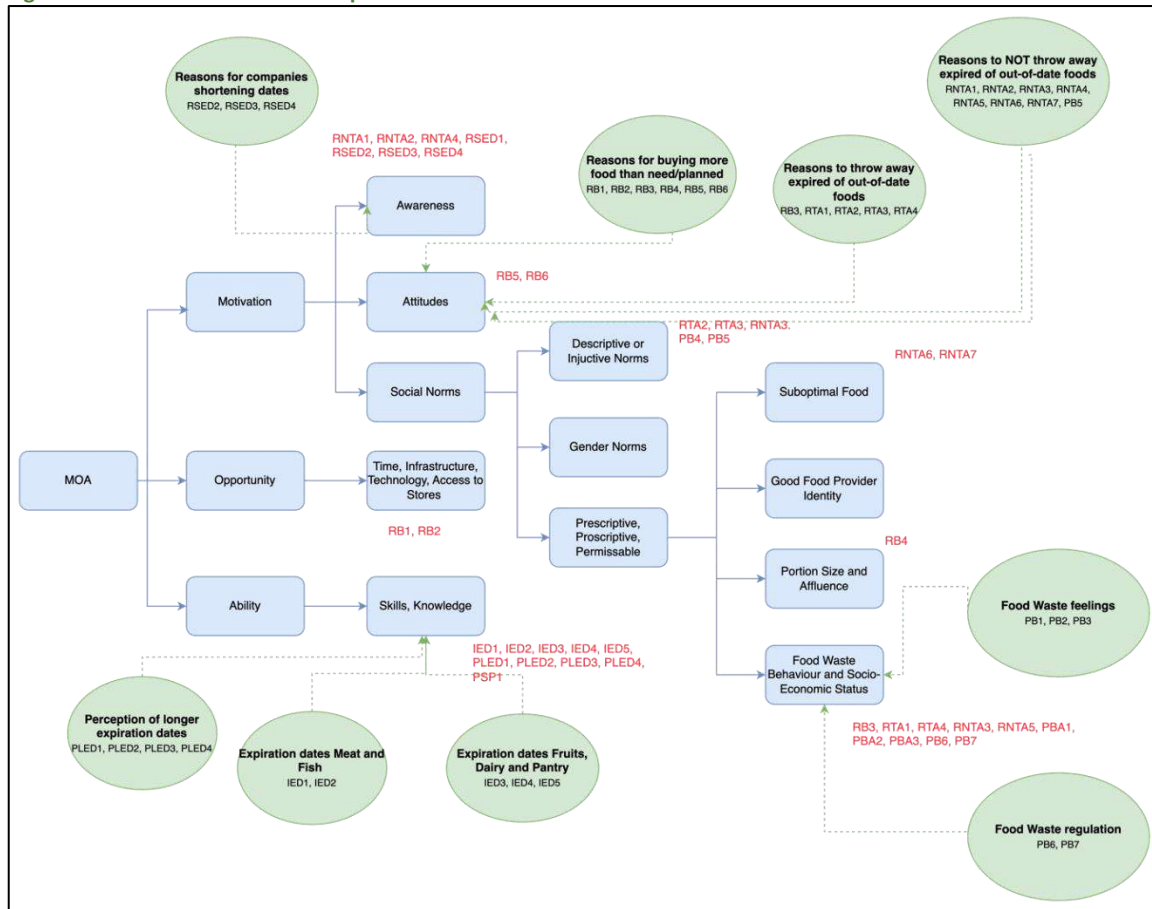 Reasons for companies
shortening dates
RSED2, RSED3, RSED4
Reasons to NOT throw away
expired of out-of-date foods
RNTA1, RNTA2, RNTA3, RNTA4,
RNTA5, RNTA6, RNTA7, PB5
RNTA1, RNTA2, RNTA4, RSED1,
RSED2, RSED3, RSED4
Reasons for buying more
food than need/planned
RB1, RB2, RB3, RB4, RB5, RB6
Reasons to throw away
expired of out-of-date
foods
RB3, RTA1, RTA2, RTA3, RTA4
Awareness
Motivation
Attitudes
RB5, RB6
RTA2, RTA3, RNTA3.
PB4, PB5
Social Norms
Descriptive or
Injuctive Norms
RNTA6, RNTA7
Suboptimal Food
Gender Norms
MOA
Opportunity
Time, Infrastructure,
Technology, Access to
Stores
Good Food Provider
Identity
RB1, RB2
Prescriptive,
Proscriptive,
Permissable
RB4
Portion Size and
Affluence
Ability
Skills, Knowledge
Food Waste feelings
PB1, PB2, PB3
IED1, IED2, IED3, IED4, IED5,
PLED1, PLED2, PLED3, PLED4,
PSP1
Food Waste
Behaviour and Socio-
Economic Status
RB3, RTA1, RTA4, RNTA3, RNTA5, PBA1,
PBA2, PBA3, PB6, PB7
Perception of longer
expiration dates
PLED1, PLED2, PLED3, PLED4
Expiration dates Meat and
Fish
IED1, IED2
Expiration dates Fruits,
Dairy and Pantry
IED3, IED4, IED5
Food Waste regulation
PB6, PB7